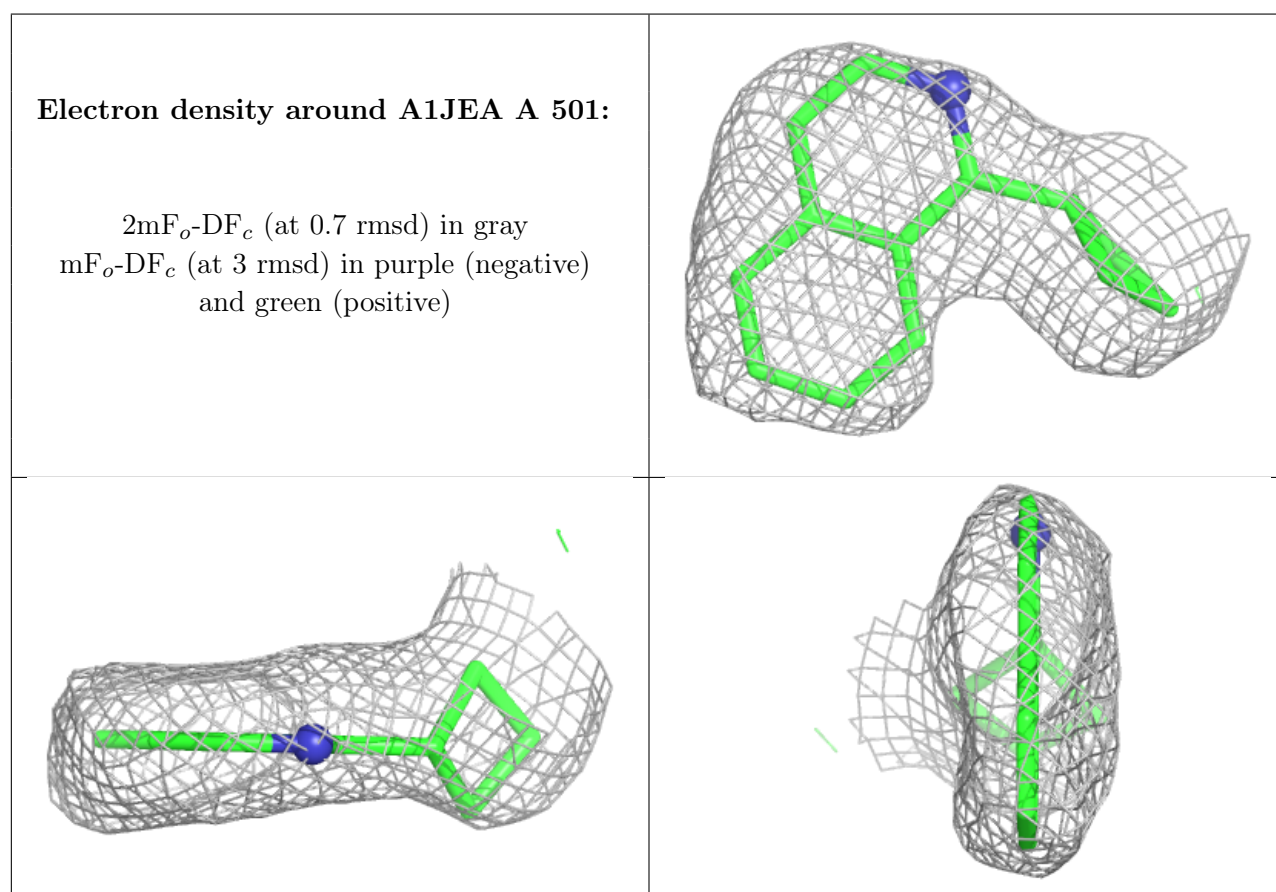 Electron density around A1JEA A 501:
2mFo-DFc (at 0.7 rmsd) in gray
mFo-DFc (at 3 rmsd) in purple (negative)
and green (positive)